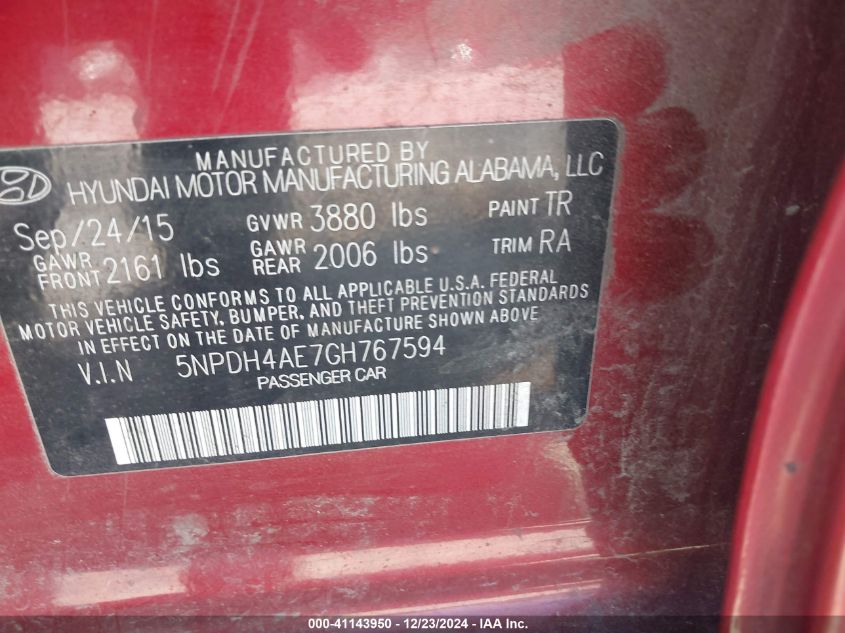 MANUFACTURED BY
HYUNDAI MOTOR MANUFACTURING ALABAMA, LLC
Sep/24/15 GVWR 3880 lbs PAINT TR
GAWR FRONT 2161 lbs GAWR REAR 2006 lbs TRIM RA
THIS VEHICLE CONFORMS TO ALL APPLICABLE U.S.A. FEDERAL
MOTOR VEHICLE SAFETY, BUMPER, AND THEFT PREVENTION STANDARDS
IN EFFECT ON THE DATE OF MANUFACTURE SHOWN ABOVE
V.I.N 5NPDH4AE7GH767594
PASSENGER CAR
000-41143950 - 12/23/2024 - IAA Inc.